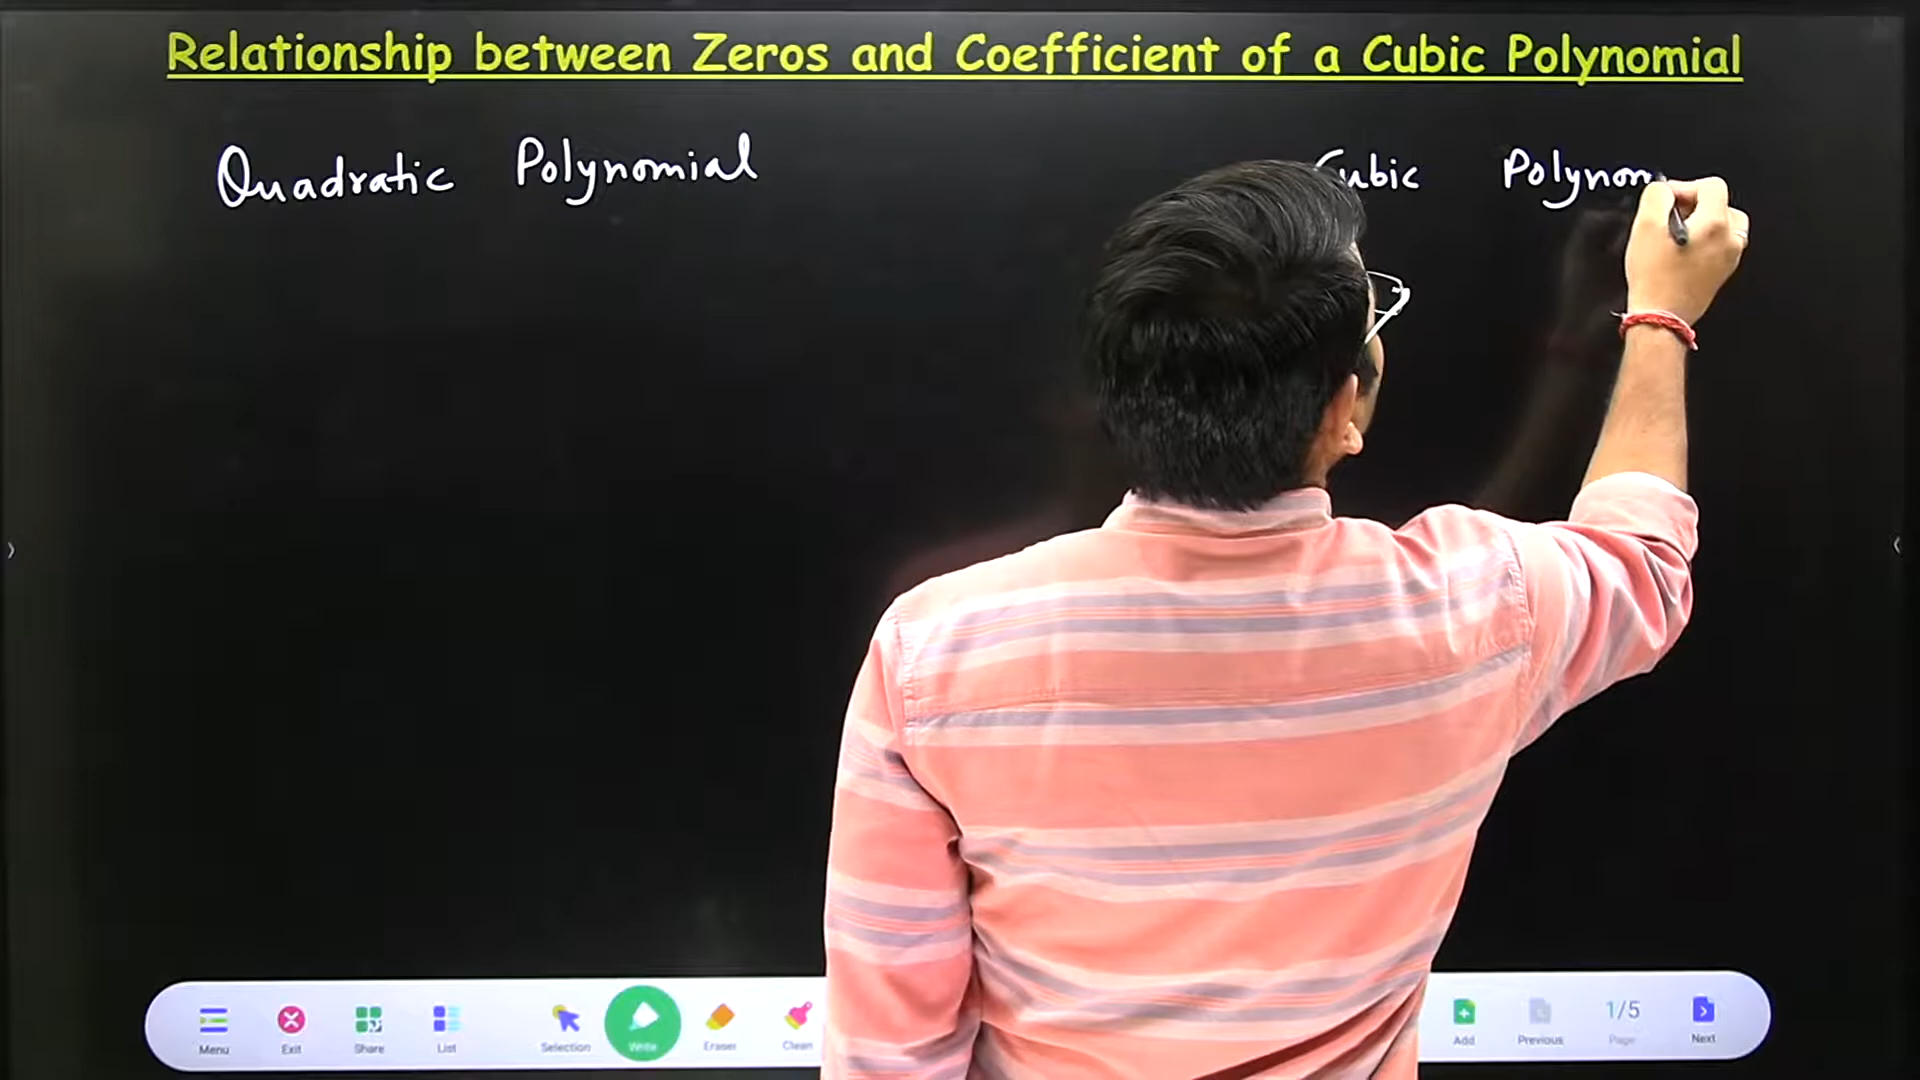 Relationship between Zeros and Coefficient of a Cubic Polynomial
Quadratic Polynomial
Cubic Polynom
Menu Exit Share List Selection Write Eraser Clean Add Previous 1/5 Page Next